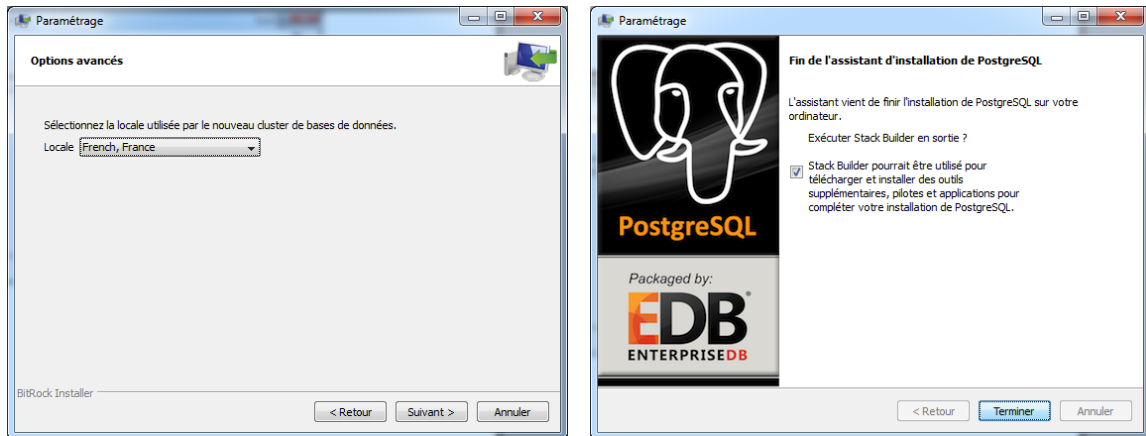 Paramétrage
Options avancés
Sélectionnez la locale utilisée par le nouveau cluster de bases de données.
Locale French, France
BitRock Installer
< Retour Suivant > Annuler
Paramétrage
Fin de l'assistant d'installation de PostgreSQL
L'assistant vient de finir l'installation de PostgreSQL sur votre
ordinateur.
Exécuter Stack Builder en sortie ?
Stack Builder pourrait être utilisé pour
télécharger et installer des outils
supplémentaires, pilotes et applications pour
compléter votre installation de PostgreSQL.
PostgreSQL
Packaged by:
EDB
ENTERPRISEDB
< Retour Terminer Annuler